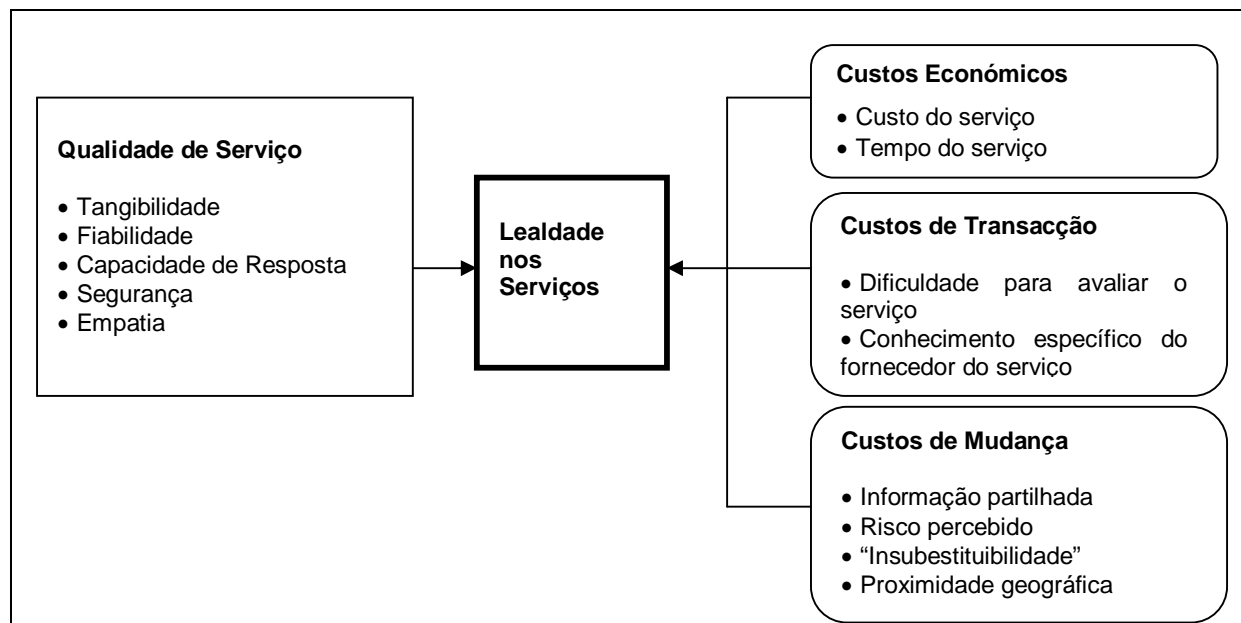 Qualidade de Serviço
• Tangibilidade
• Fiabilidade
• Capacidade de Resposta
• Segurança
• Empatia
Lealdade
nos
Serviços
Custos Económicos
• Custo do serviço
• Tempo do serviço
Custos de Transacção
• Dificuldade para avaliar o
serviço
• Conhecimento específico do
fornecedor do serviço
Custos de Mudança
• Informação partilhada
• Risco percebido
• “Insubestituibilidade”
• Proximidade geográfica